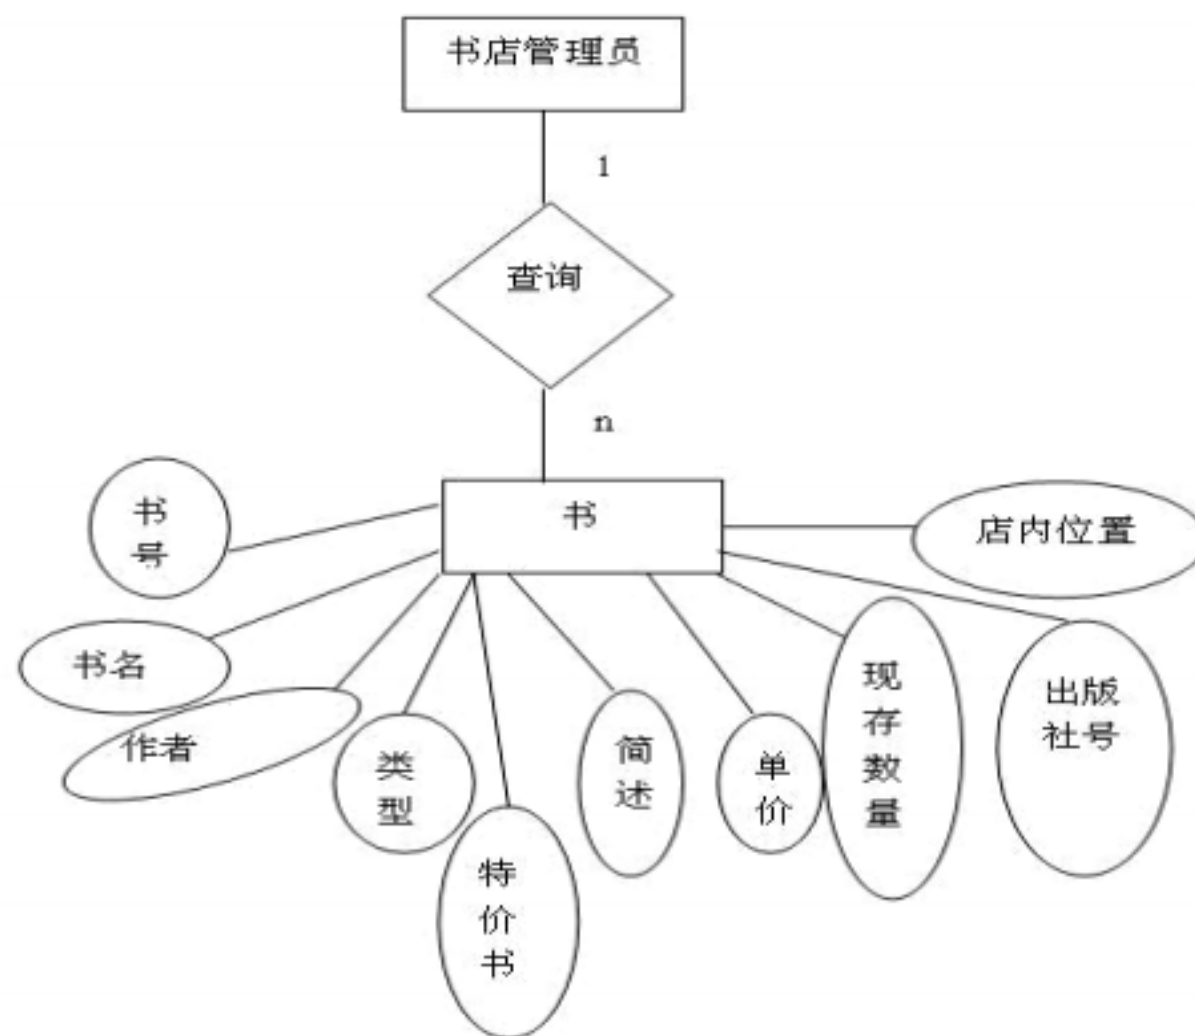 书店管理员
1
查询
n
书
书
号
店内位置
书名
作者
类
型
特
价
书
简
述
单
价
现
存
数
量
出版
社号